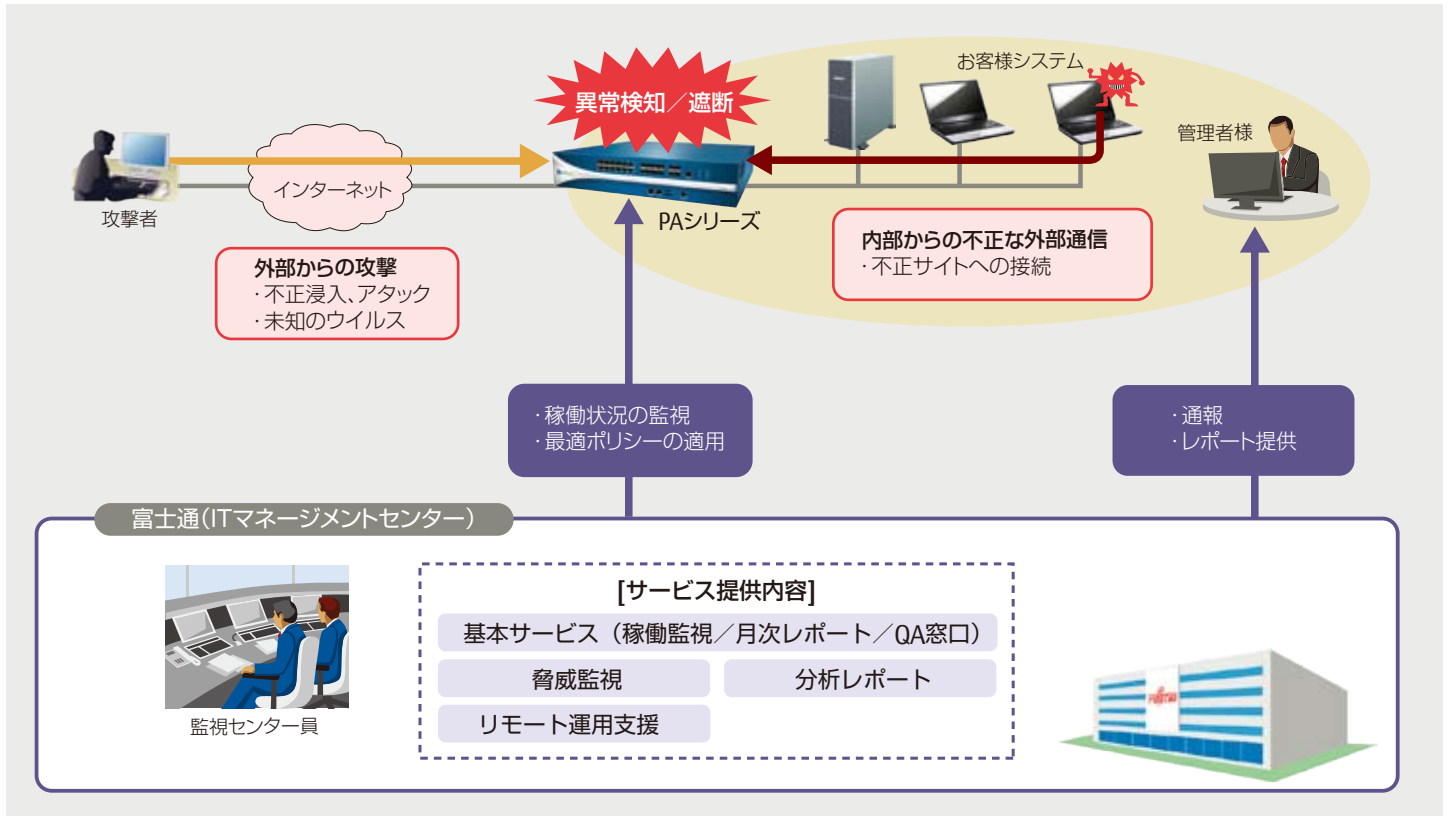 異常検知／遮断
お客様システム
管理者様
攻撃者
インターネット
PAシリーズ
外部からの攻撃
・不正浸入、アタック
・未知のウイルス
内部からの不正な外部通信
・不正サイトへの接続
・稼働状況の監視
・最適ポリシーの適用
・通報
・レポート提供
富士通（ITマネージメントセンター）
監視センター員
[サービス提供内容]
基本サービス（稼働監視／月次レポート／QA窓口）
脅威監視
分析レポート
リモート運用支援
FUJITSU